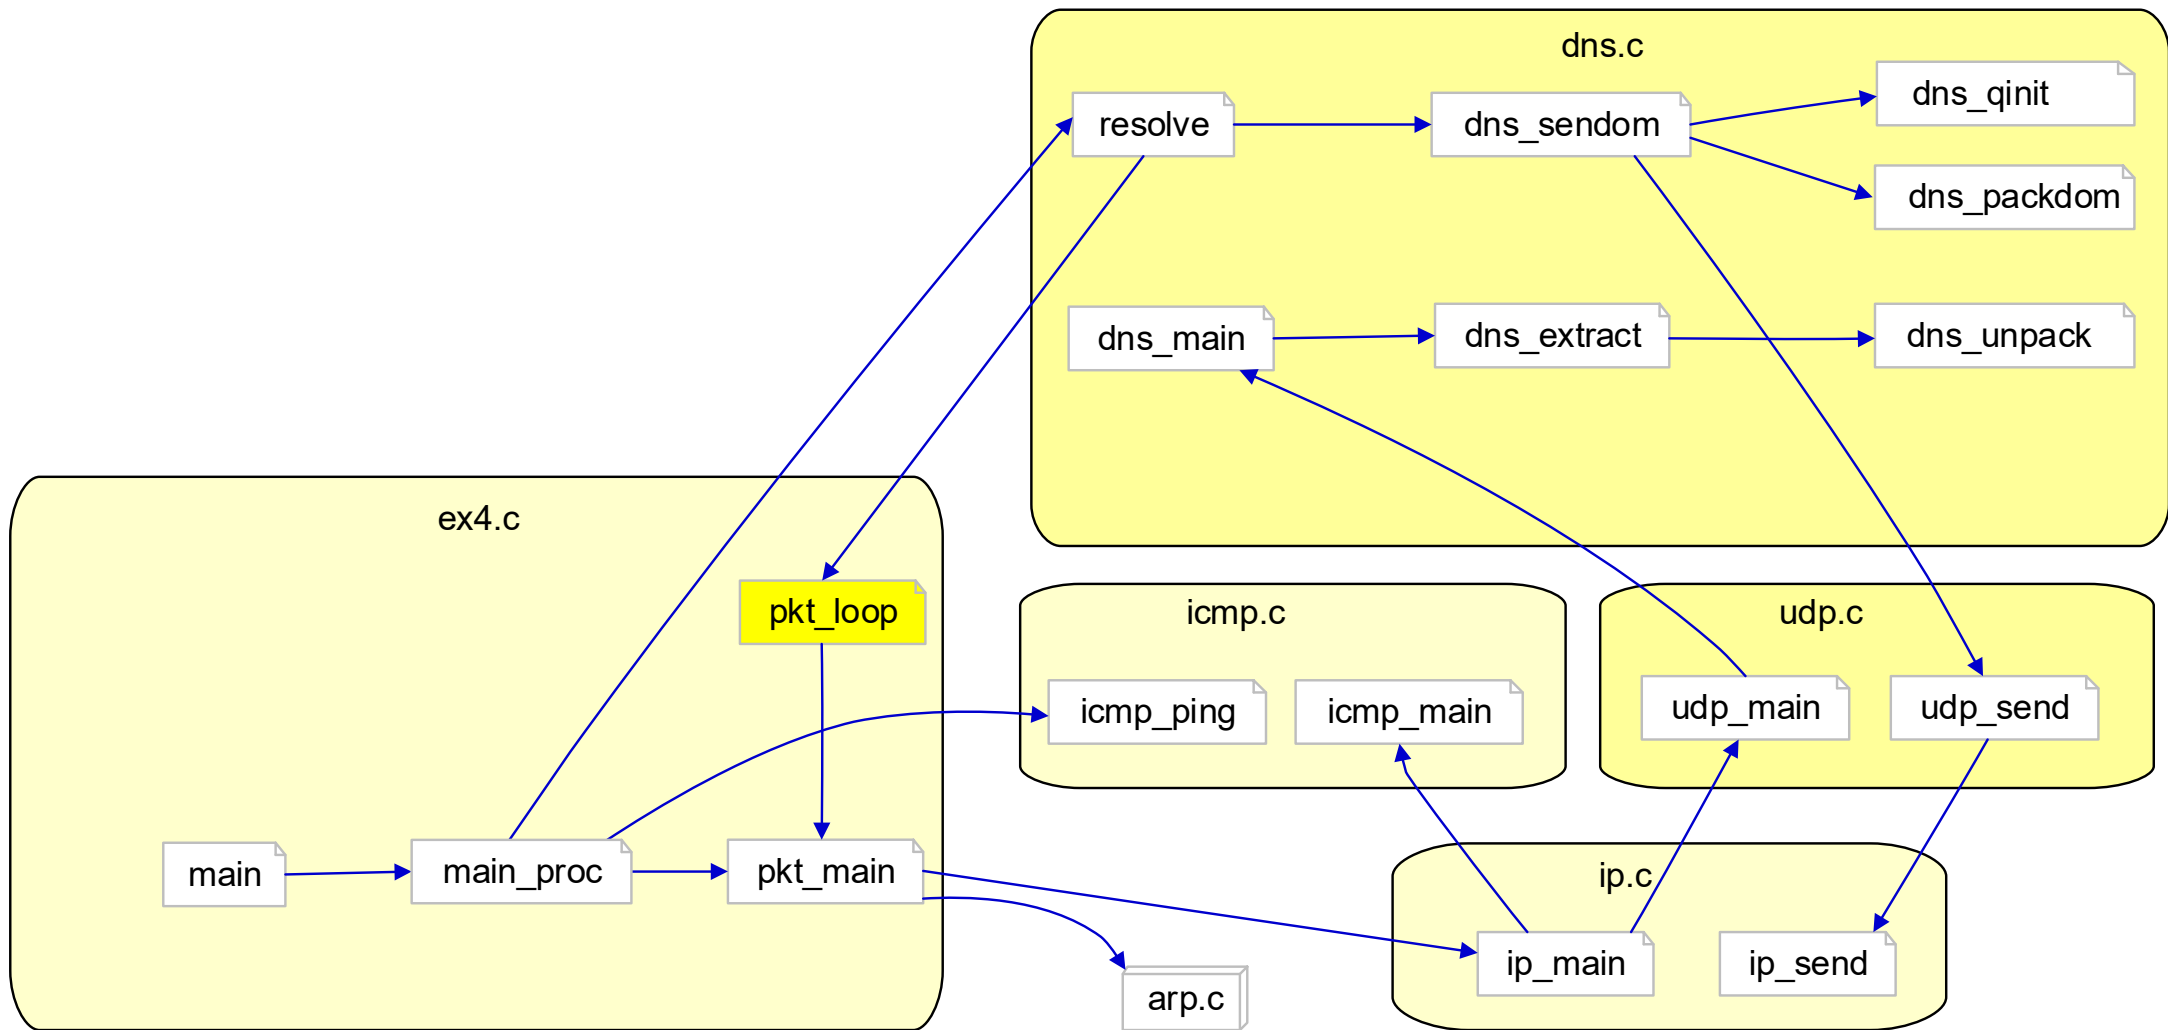 dns.c
resolve
dns_sendom
dns_qinit
dns_packdom
dns_main
dns_extract
dns_unpack
ex4.c
pkt_loop
main
main_proc
pkt_main
icmp.c
icmp_ping
icmp_main
udp.c
udp_main
udp_send
ip.c
ip_main
ip_send
arp.c